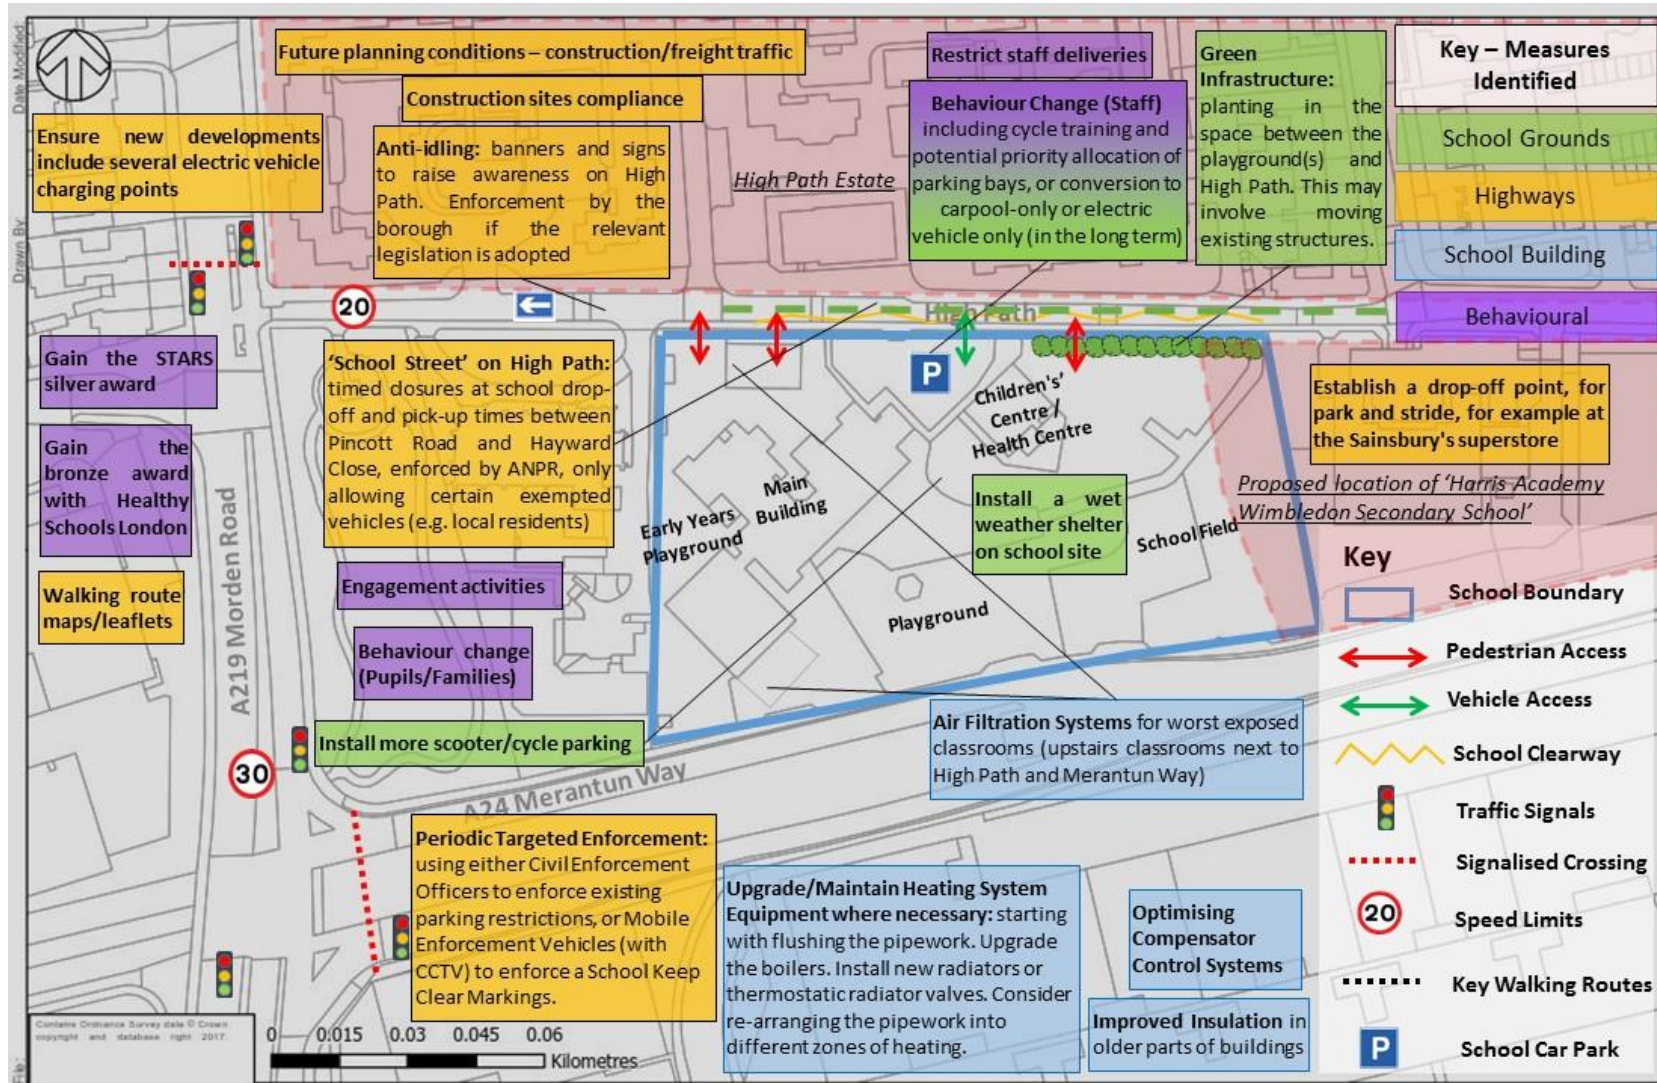 Date Modified:
Drawn By:
File:
Future planning conditions – construction/freight traffic
Construction sites compliance
Ensure new developments
include several electric vehicle
charging points
Anti-idling: banners and signs
to raise awareness on High
Path. Enforcement by the
borough if the relevant
legislation is adopted
High Path Estate
Restrict staff deliveries
Behaviour Change (Staff)
including cycle training and
potential priority allocation of
parking bays, or conversion to
carpool-only or electric
vehicle only (in the long term)
Green
Infrastructure:
planting in the
space between the
playground(s) and
High Path. This may
involve moving
existing structures.
Key – Measures
Identified
School Grounds
Highways
School Building
Behavioural
20
High Path
P
Gain the STARS
silver award
Gain the
bronze award
with Healthy
Schools London
Walking route
maps/leaflets
A219 Morden Road
'School Street' on High Path:
timed closures at school drop-
off and pick-up times between
Pincott Road and Hayward
Close, enforced by ANPR, only
allowing certain exempted
vehicles (e.g. local residents)
Engagement activities
Behaviour change
(Pupils/Families)
Install more scooter/cycle parking
30
A24 Merantun Way
Early Years
Playground
Main
Building
Children's'
Centre /
Health Centre
Install a wet
weather shelter
on school site
School Field
Playground
Establish a drop-off point, for
park and stride, for example at
the Sainsbury's superstore
Proposed location of 'Harris Academy
Wimbledon Secondary School'
Air Filtration Systems for worst exposed
classrooms (upstairs classrooms next to
High Path and Merantun Way)
Periodic Targeted Enforcement:
using either Civil Enforcement
Officers to enforce existing
parking restrictions, or Mobile
Enforcement Vehicles (with
CCTV) to enforce a School Keep
Clear Markings.
Upgrade/Maintain Heating System
Equipment where necessary: starting
with flushing the pipework. Upgrade
the boilers. Install new radiators or
thermostatic radiator valves. Consider
re-arranging the pipework into
different zones of heating.
Optimising
Compensator
Control Systems
Improved Insulation in
older parts of buildings
Key
School Boundary
Pedestrian Access
Vehicle Access
School Clearway
Traffic Signals
Signalised Crossing
20
Speed Limits
Key Walking Routes
P
School Car Park
Contains Ordnance Survey data © Crown
copyright and database right 2017.
0 0.015 0.03 0.045 0.06
Kilometres